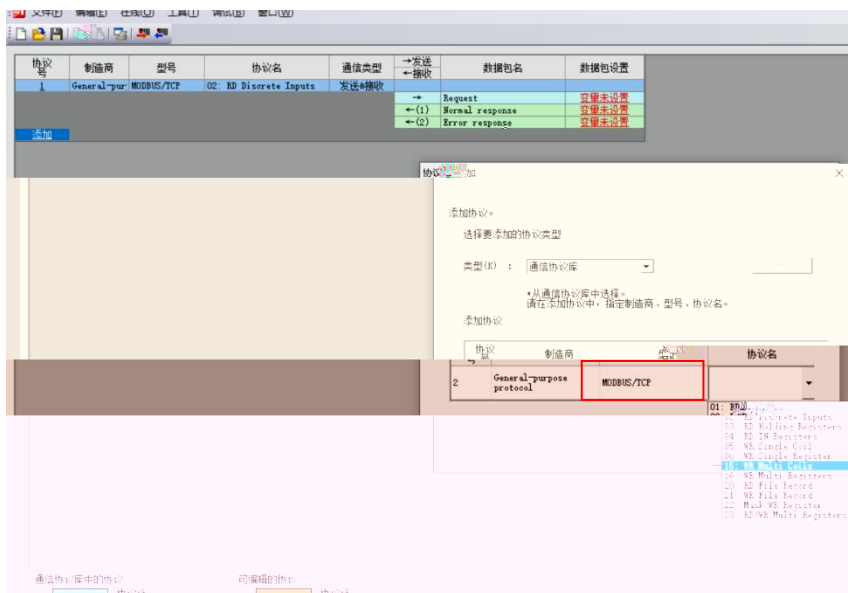 文件(F) 编辑(E) 在线(O) 工具(T) 调试(B) 窗口(W)
协议号 制造商 型号 协议名 通信类型 →发送 ←接收 数据包名 数据包设置
1 General-pur MODBUS/TCP 02: RD Discrete Inputs 发送&接收
→ Request 变量未设置
←(1) Normal response 变量未设置
←(2) Error response 变量未设置
添加
添加协议。
选择要添加的协议类型
类型(K) : 通信协议库
*从通信协议库中选择。
请在添加协议中，指定制造商、型号、协议名。
添加协议
协议号 制造商 协议名
2 General-purpose protocol MODBUS/TCP
01: RD
RD Discrete Inputs
03 RD Holding Registers
04 RD IN Registers
05 WR Single Coil
06 WR Single Register
15: WR Multi Coils
16 WR Multi Registers
20 RD File Record
21 WR File Record
22 Mask WR Register
23 RD/WR Multi Registers
通信协议库中的协议 可编辑的协议